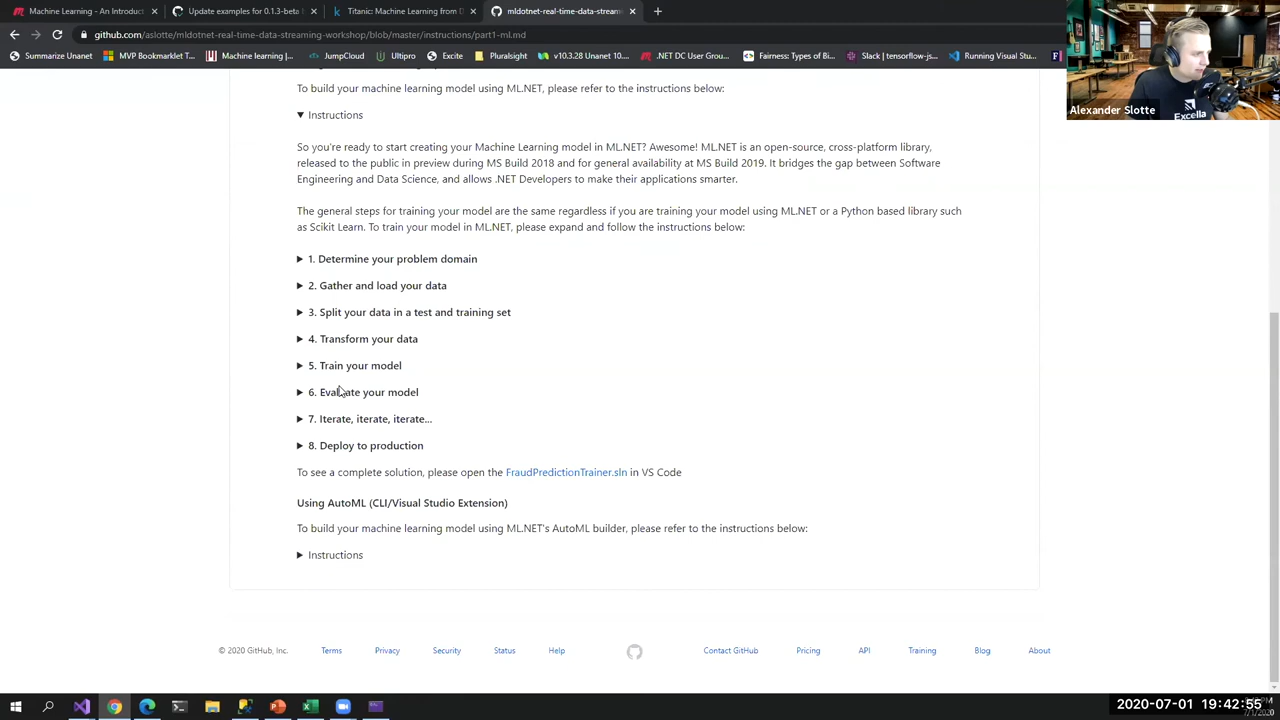 Machine Learning - An Introduct
Update examples for 0.1.3-beta
Titanic: Machine Learning from D
mldotnet-real-time-data-stream
github.com/aslotte/mldotnet-real-time-data-streaming-workshop/blob/master/instructions/part1-ml.md
Summarize Unanet
MVP Bookmarklet T...
Machine Learning (...
JumpCloud
Ultipro
Excite
Pluralsight
v10.3.28 Unanet 10....
.NET DC User Grou...
Fairness: Types of Bi...
Slack | tensorflow-js...
Running Visual Stu...
Alexander Slotte
Excella
To build your machine learning model using ML.NET, please refer to the instructions below:
Instructions
So you're ready to start creating your Machine Learning model in ML.NET? Awesome! ML.NET is an open-source, cross-platform library,
released to the public in preview during MS Build 2018 and for general availability at MS Build 2019. It bridges the gap between Software
Engineering and Data Science, and allows .NET Developers to make their applications smarter.
The general steps for training your model are the same regardless if you are training your model using ML.NET or a Python based library such
as Scikit Learn. To train your model in ML.NET, please expand and follow the instructions below:
1. Determine your problem domain
2. Gather and load your data
3. Split your data in a test and training set
4. Transform your data
5. Train your model
6. Evaluate your model
7. Iterate, iterate, iterate...
8. Deploy to production
To see a complete solution, please open the FraudPredictionTrainer.sln in VS Code
Using AutoML (CLI/Visual Studio Extension)
To build your machine learning model using ML.NET's AutoML builder, please refer to the instructions below:
Instructions
© 2020 GitHub, Inc.
Terms
Privacy
Security
Status
Help
Contact GitHub
Pricing
API
Training
Blog
About
2020-07-01 19:42:55